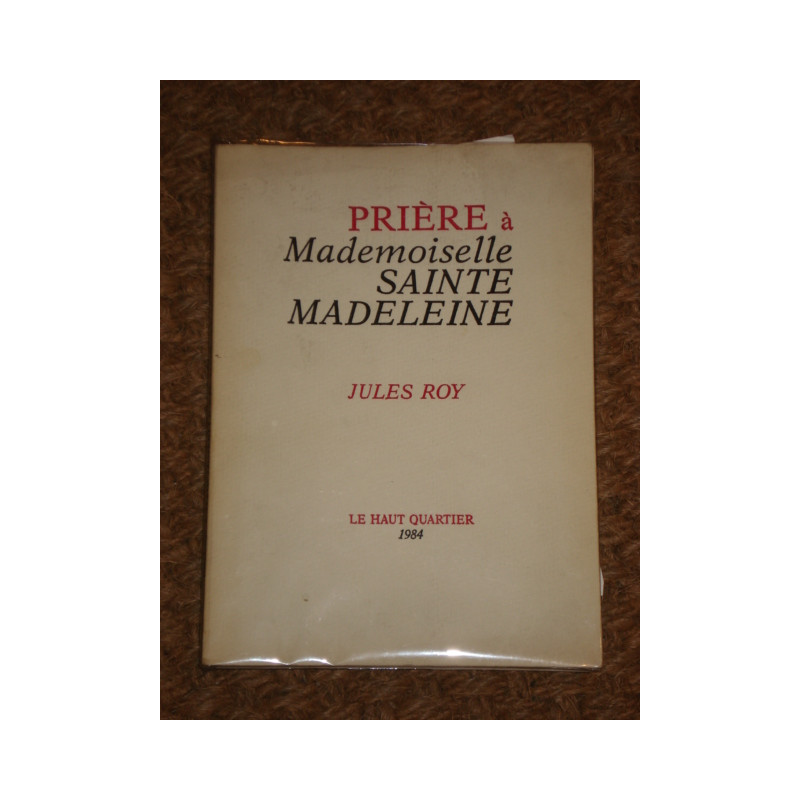 PRIÈRE à
Mademoiselle
SAINTE
MADELEINE
JULES ROY
LE HAUT QUARTIER
1984